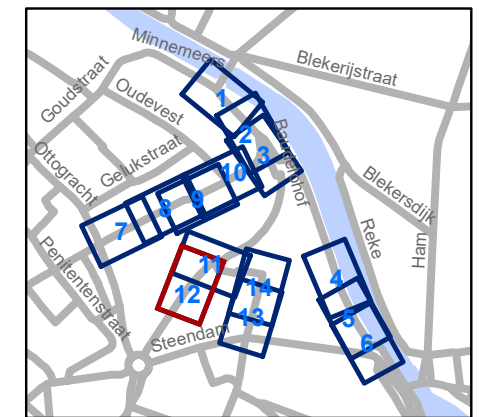 Minnemeers
Blekerijstraat
Goudstraat
Oudevest
1
2
Baudelohof
3
Ottogracht
Gelukstraat
10
9
8
7
Blekersdijk
Reke
Ham
Penitentenstraat
11
12
14
13
4
5
6
Steendam